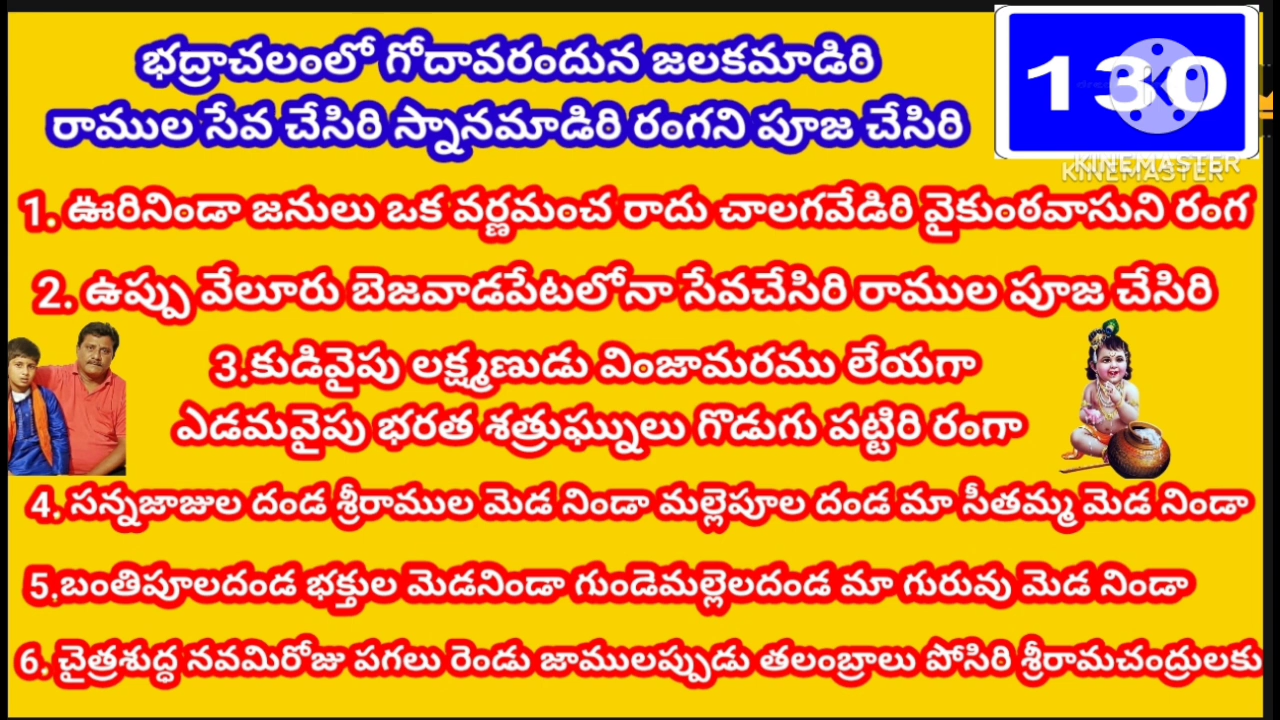 భద్రాచలంలో గోదావరందున జలకమాడిరి
రాముల సేవ చేసిరి స్నానమాడిరి రంగని పూజ చేసిరి
130
KINEMASTER
KINEMASTER
1. ఊరినిండా జనులు ఒక వర్ణమంచ రాదు చాలగవేడిరి వైకుంఠవాసుని రంగ
2. ఉప్పు వేలూరు బెజవాడపేటలోనా సేవచేసిరి రాముల పూజ చేసిరి
3.కుడివైపు లక్ష్మణుడు వింజామరము లేయగా
ఎడమవైపు భరత శత్రుఘ్నులు గొడుగు పట్టిరి రంగా
4. సన్నజాజుల దండ శ్రీరాముల మెడ నిండా మల్లెపూల దండ మా సీతమ్మ మెడ నిండా
5.బంతిపూలదండ భక్తుల మెడనిండా గుండెమల్లెలదండ మా గురువు మెడ నిండా
6. చైత్రశుద్ధ నవమిరోజు పగలు రెండు జాములప్పుడు తలంబ్రాలు పోసిరి శ్రీరామచంద్రులకు